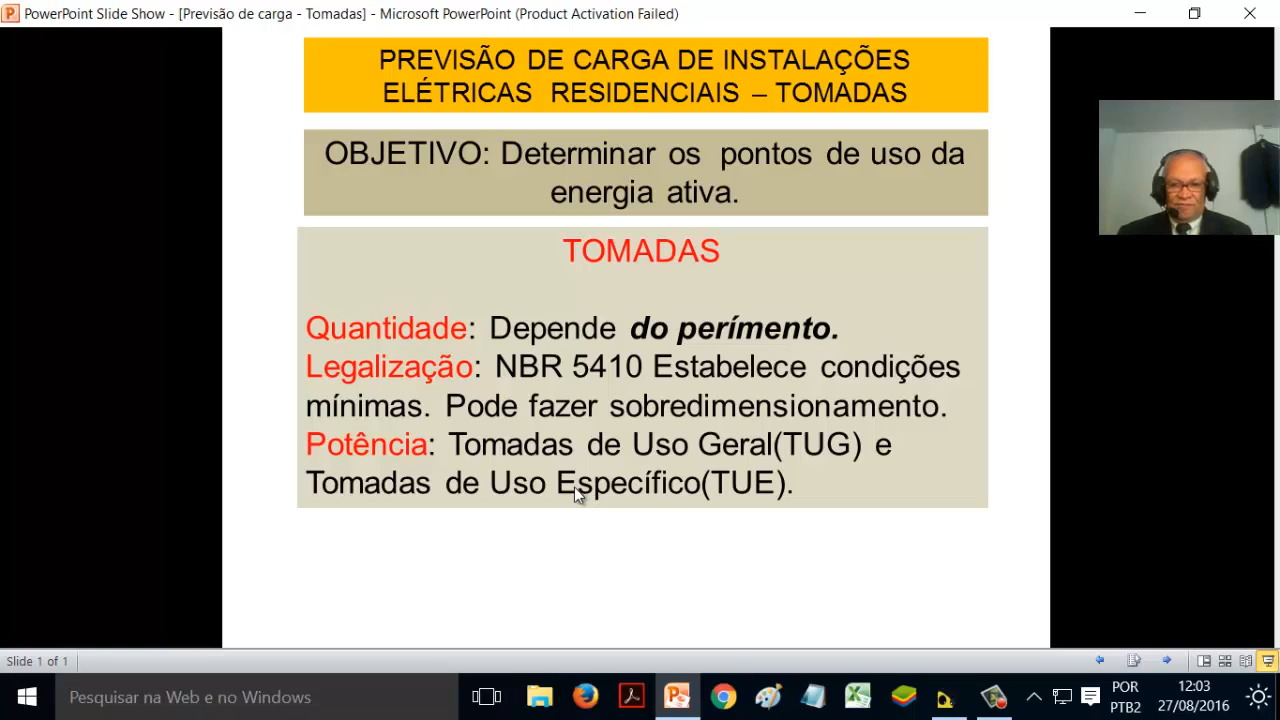 PowerPoint Slide Show - [Previsão de carga - Tomadas] - Microsoft PowerPoint (Product Activation Failed)
PREVISÃO DE CARGA DE INSTALAÇÕES
ELÉTRICAS RESIDENCIAIS – TOMADAS
OBJETIVO: Determinar os pontos de uso da
energia ativa.
TOMADAS
Quantidade: Depende do perímento.
Legalização: NBR 5410 Estabelece condições
mínimas. Pode fazer sobredimensionamento.
Potência: Tomadas de Uso Geral(TUG) e
Tomadas de Uso Específico(TUE).
Slide 1 of 1
Pesquisar na Web e no Windows
POR
PTB2
12:03
27/08/2016